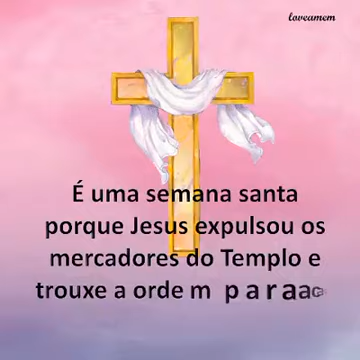 loveamem
É uma semana santa
porque Jesus expulsou os
mercadores do Templo e
trouxe a orde m p a r a a